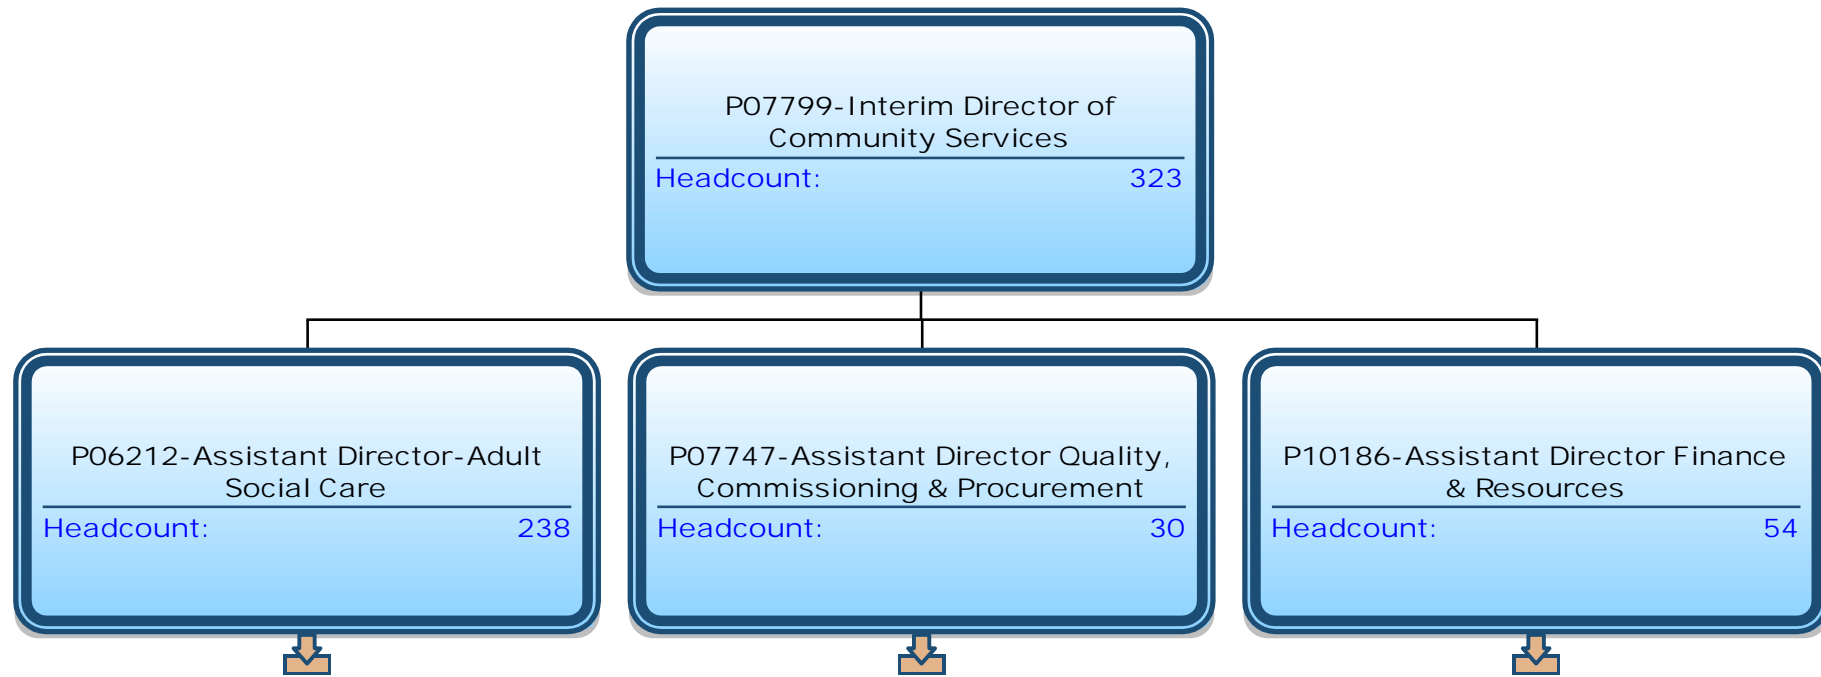 P07799-Interim Director of
Community Services
Headcount: 323
P06212-Assistant Director-Adult
Social Care
Headcount: 238
P07747-Assistant Director Quality,
Commissioning & Procurement
Headcount: 30
P10186-Assistant Director Finance
& Resources
Headcount: 54